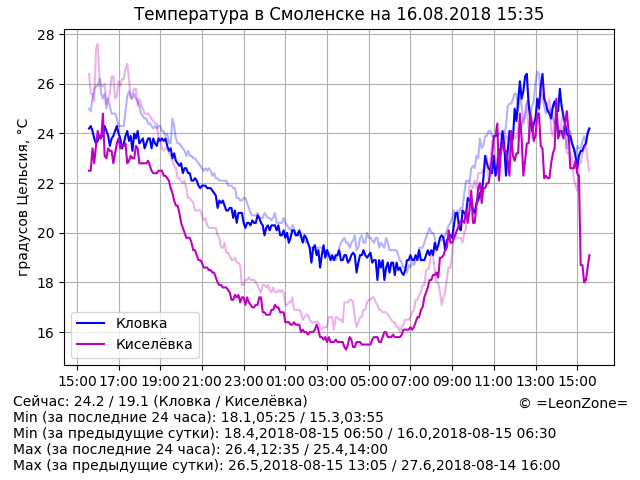 Температура в Смоленске на 16.08.2018 15:35
градусов Цельсия, °C
28
26
24
22
20
18
16
Кловка
Киселёвка
15:00 17:00 19:00 21:00 23:00 01:00 03:00 05:00 07:00 09:00 11:00 13:00 15:00
Сейчас: 24.2 / 19.1 (Кловка / Киселёвка)
© =LeonZone=
Min (за последние 24 часа): 18.1,05:25 / 15.3,03:55
Min (за предыдущие сутки): 18.4,2018-08-15 06:50 / 16.0,2018-08-15 06:30
Max (за последние 24 часа): 26.4,12:35 / 25.4,14:00
Max (за предыдущие сутки): 26.5,2018-08-15 13:05 / 27.6,2018-08-14 16:00